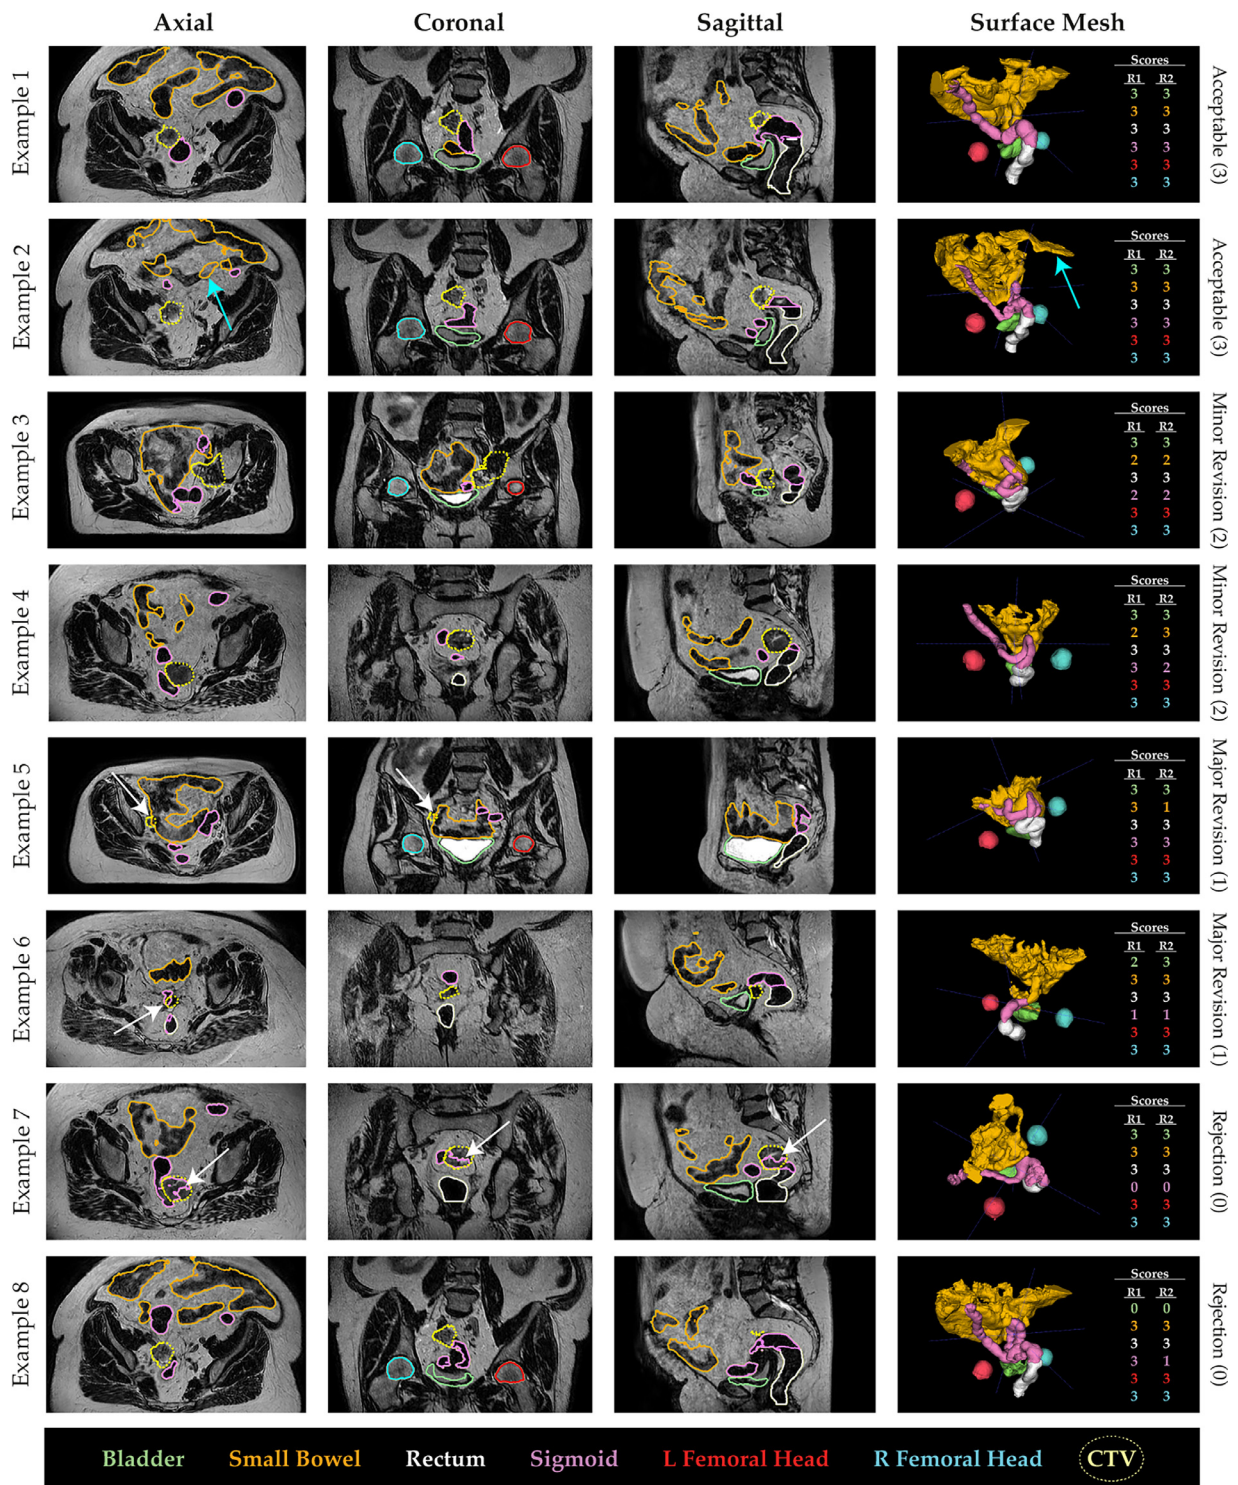 Axial Coronal Sagittal Surface Mesh
Example 1
Scores
R1 R2
3 3
3 3
3 3
3 3
3 3
3 3
Acceptable (3)
Example 2
Scores
R1 R2
3 3
3 3
3 3
3 3
3 3
3 3
Acceptable (3)
Example 3
Scores
R1 R2
3 3
2 2
3 3
2 2
3 3
3 3
Minor Revision (2)
Example 4
Scores
R1 R2
3 3
2 3
3 3
3 2
3 3
3 3
Minor Revision (2)
Example 5
Scores
R1 R2
3 3
3 1
3 3
3 3
3 3
3 3
Major Revision (1)
Example 6
Scores
R1 R2
2 3
3 3
3 3
1 1
3 3
3 3
Major Revision (1)
Example 7
Scores
R1 R2
3 3
3 3
3 3
0 0
3 3
3 3
Rejection (0)
Example 8
Scores
R1 R2
0 0
3 3
3 3
3 1
3 3
3 3
Rejection (0)
Bladder Small Bowel Rectum Sigmoid L Femoral Head R Femoral Head CTV